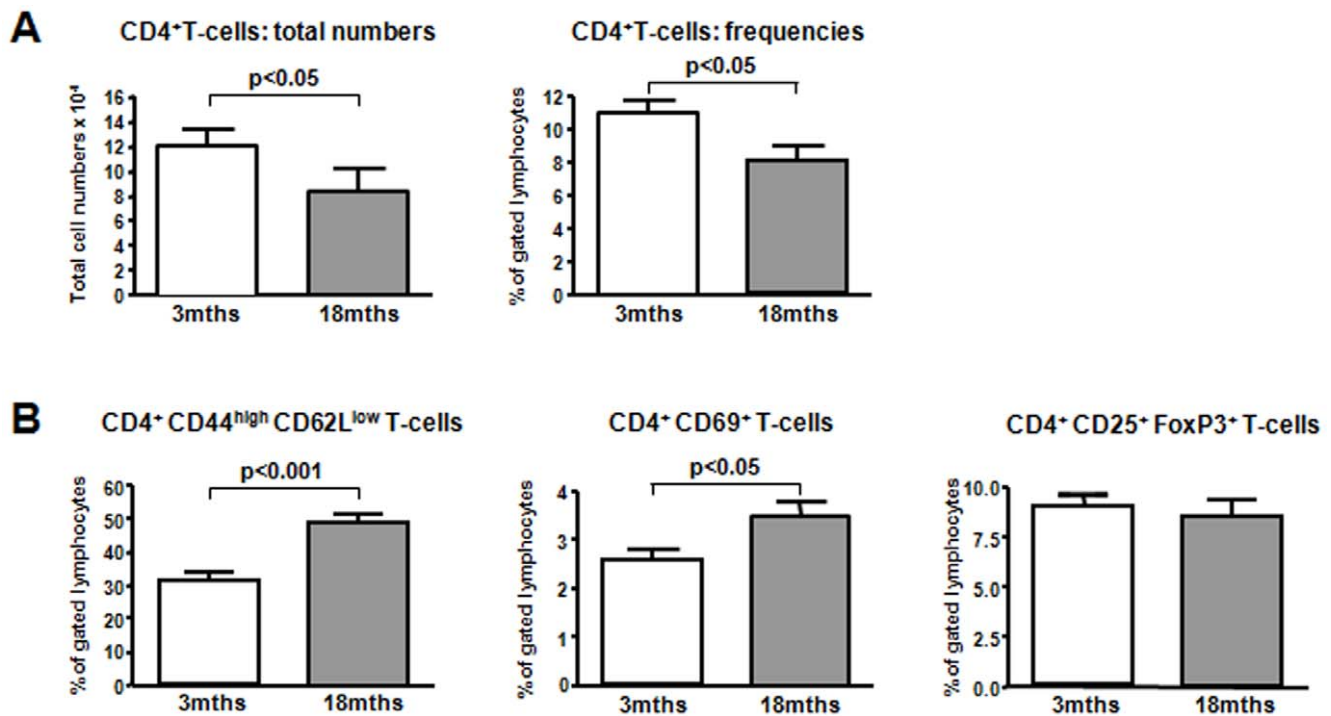 A
CD4⁺T-cells: total numbers
p<0.05
Total cell numbers x 10⁴
16
14
12
10
8
6
4
2
0
3mths 18mths
CD4⁺T-cells: frequencies
p<0.05
% of gated lymphocytes
12
10
8
6
4
2
0
3mths 18mths
B
CD4⁺ CD44ʰⁱᵍʰ CD62Lˡᵒʷ T-cells
p<0.001
% of gated lymphocytes
60
50
40
30
20
10
0
3mths 18mths
CD4⁺ CD69⁺ T-cells
p<0.05
% of gated lymphocytes
4
3
2
1
0
3mths 18mths
CD4⁺ CD25⁺ FoxP3⁺ T-cells
% of gated lymphocytes
10.0
7.5
5.0
2.5
0.0
3mths 18mths